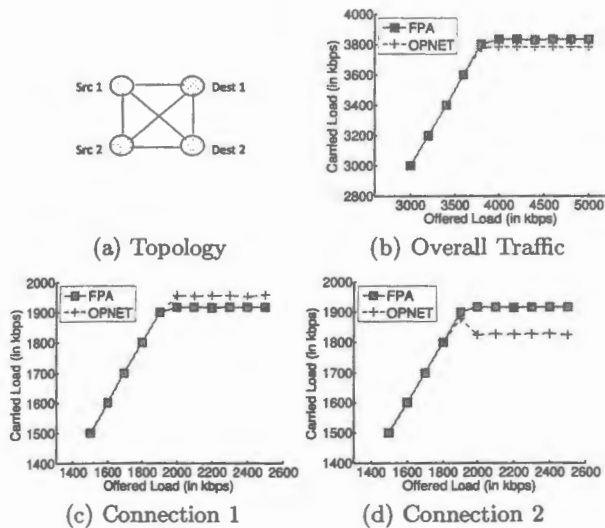 Src 1
Dest 1
Src 2
Dest 2
(a) Topology
4000
3800
3600
3400
3200
3000
2800
Carried Load (in kbps)
FPA
OPNET
3000 3500 4000 4500 5000
Offered Load (in kbps)
(b) Overall Traffic
2000
1900
1800
1700
1600
1500
1400
Carried Load (in kbps)
FPA
OPNET
1400 1600 1800 2000 2200 2400 2600
Offered Load (in kbps)
(c) Connection 1
2000
1900
1800
1700
1600
1500
1400
Carried Load (in kbps)
FPA
OPNET
1400 1600 1800 2000 2200 2400 2600
Offered Load (in kbps)
(d) Connection 2